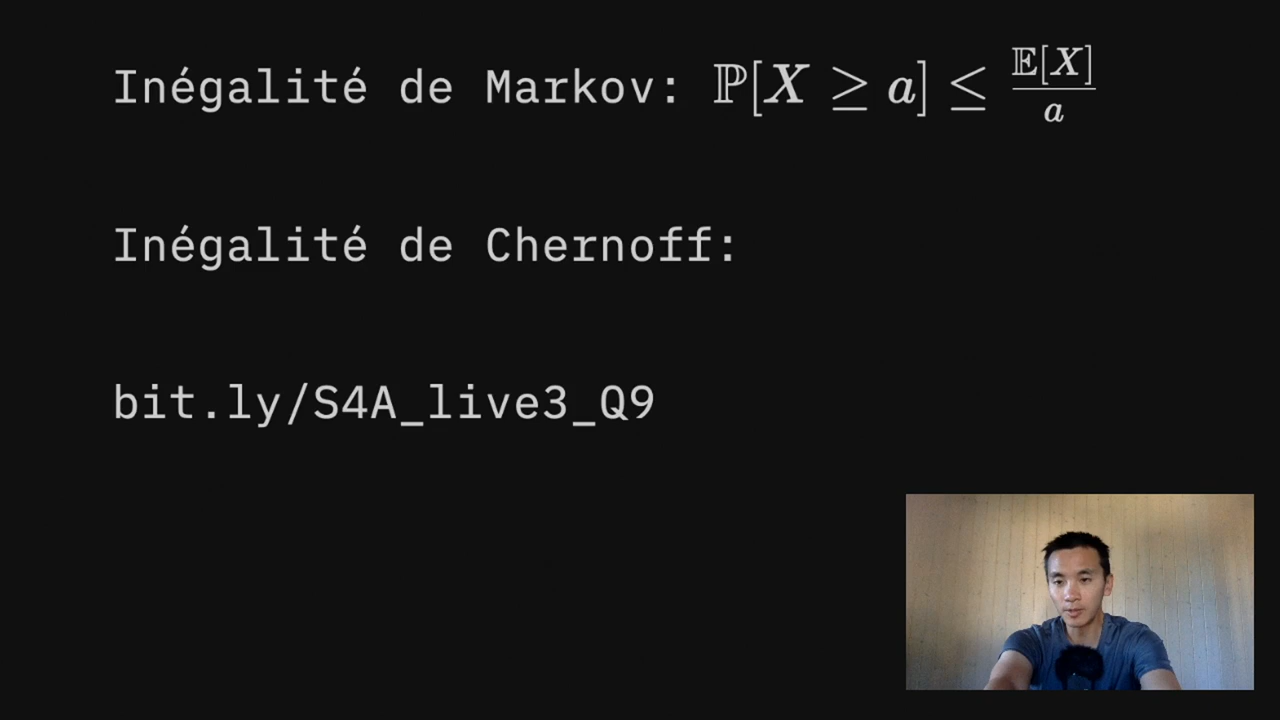 Inégalité de Markov: ℙ[X ≥ a] ≤ 𝔼[X]/a
Inégalité de Chernoff:
bit.ly/S4A_live3_Q9